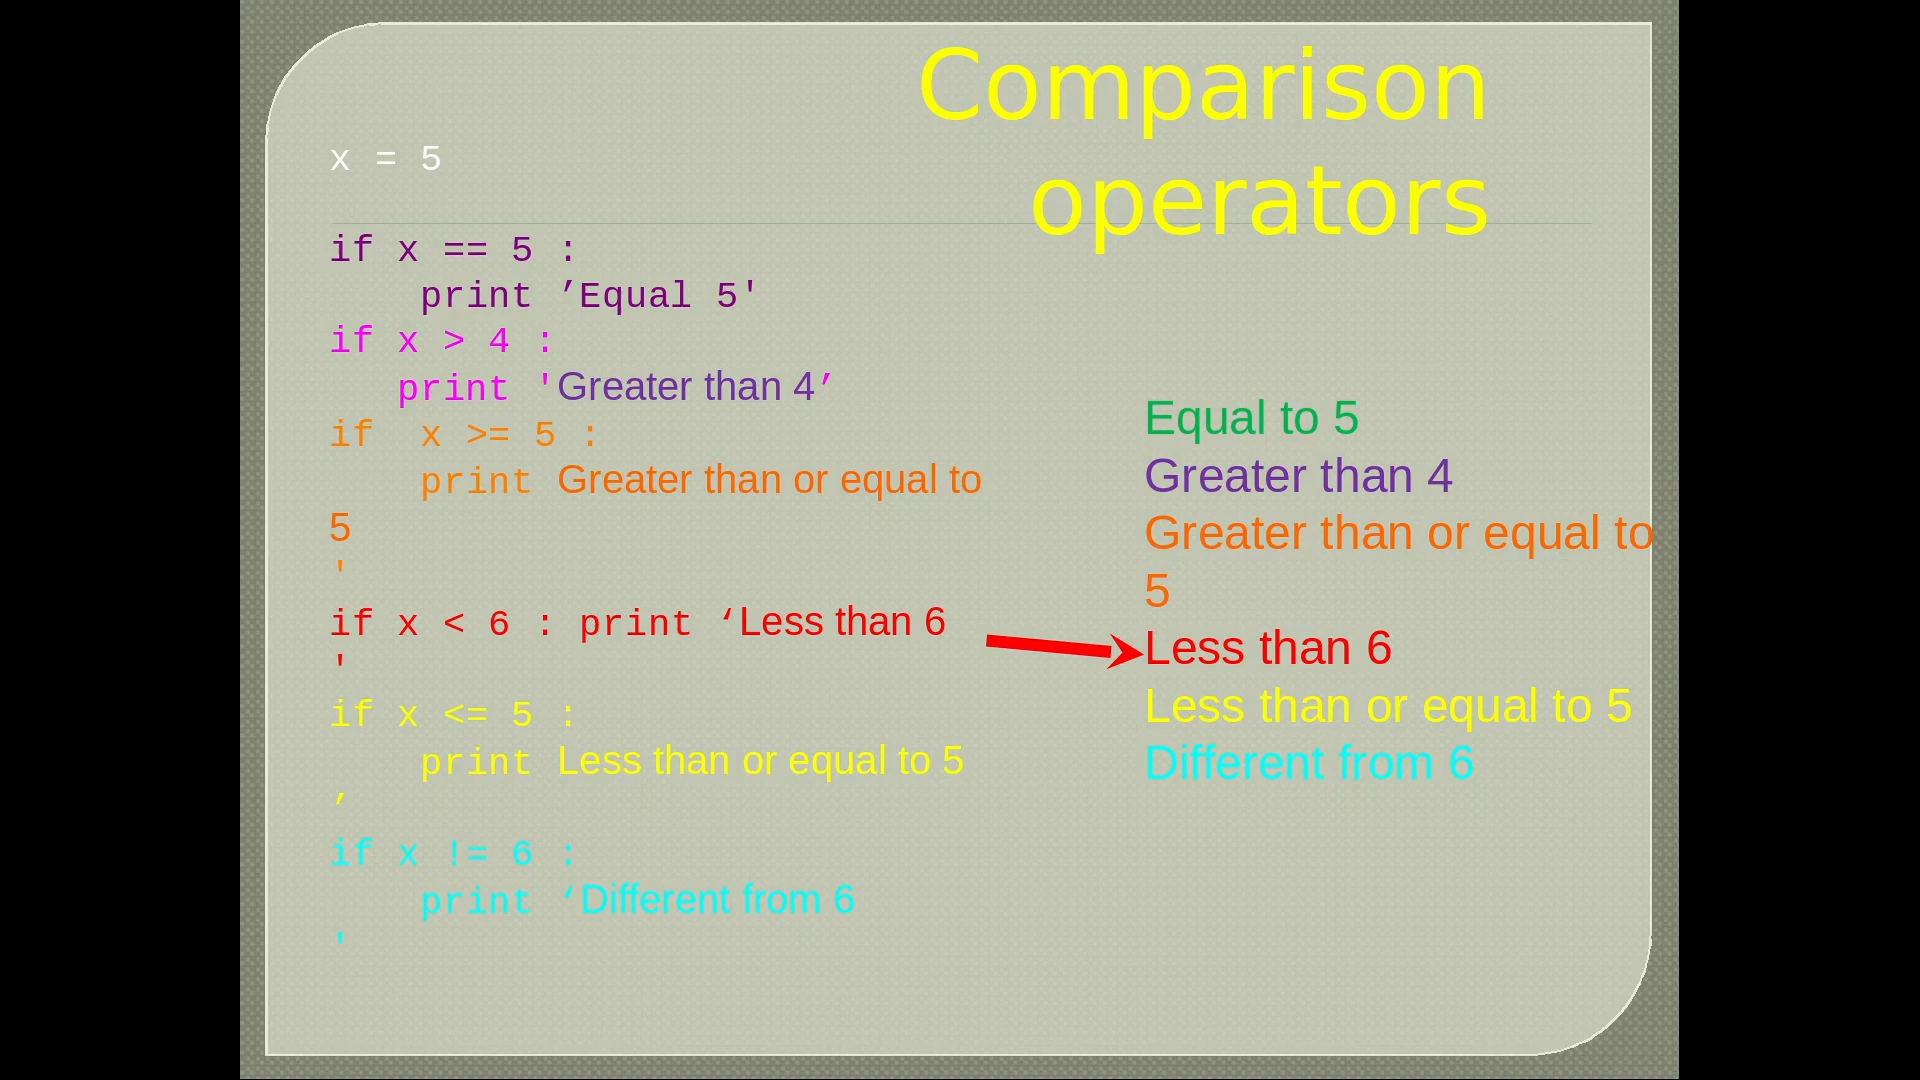 Comparison
operators
x = 5
if x == 5 :
    print ’Equal 5'
if x > 4 :
   print 'Greater than 4’
if  x >= 5 :
    print Greater than or equal to
5
'
if x < 6 : print ‘Less than 6
'
if x <= 5 :
    print Less than or equal to 5
’
if x != 6 :
    print ‘Different from 6
'
Equal to 5
Greater than 4
Greater than or equal to
5
Less than 6
Less than or equal to 5
Different from 6